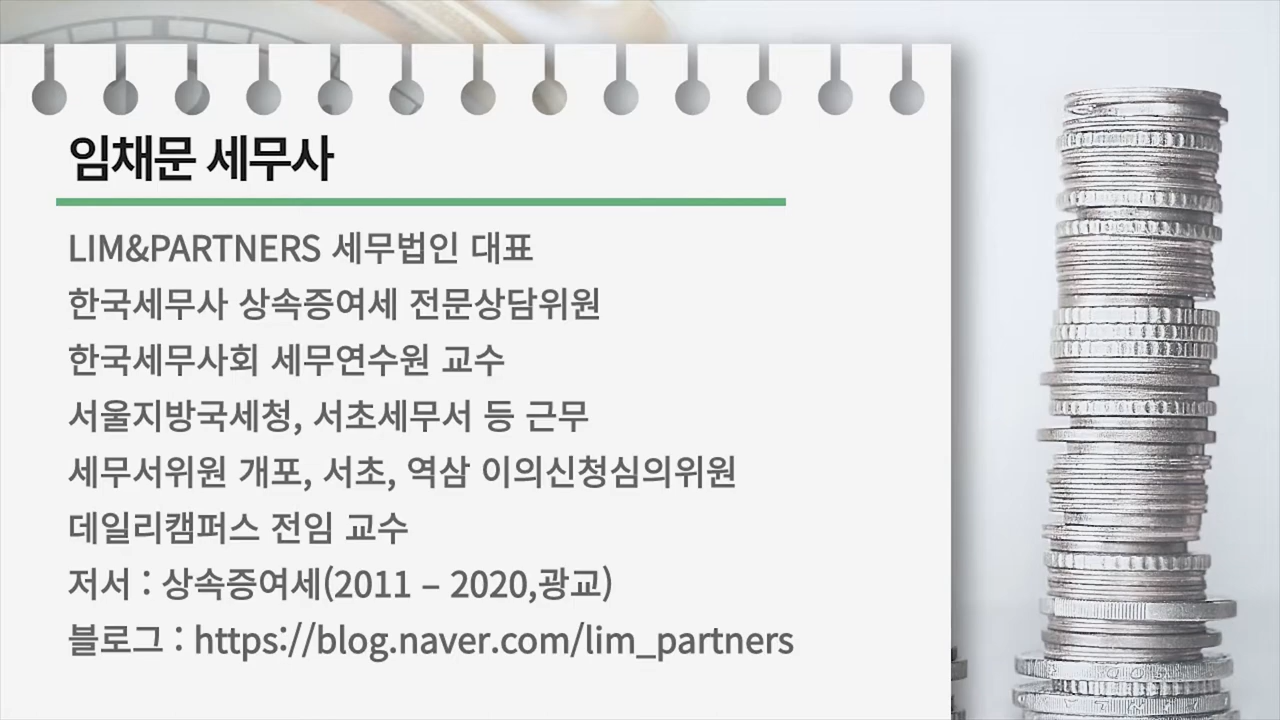 임채문 세무사
LIM&PARTNERS 세무법인 대표
한국세무사 상속증여세 전문상담위원
한국세무사회 세무연수원 교수
서울지방국세청, 서초세무서 등 근무
세무서위원 개포, 서초, 역삼 이의신청심의위원
데일리캠퍼스 전임 교수
저서 : 상속증여세(2011 – 2020,광교)
블로그 : https://blog.naver.com/lim_partners